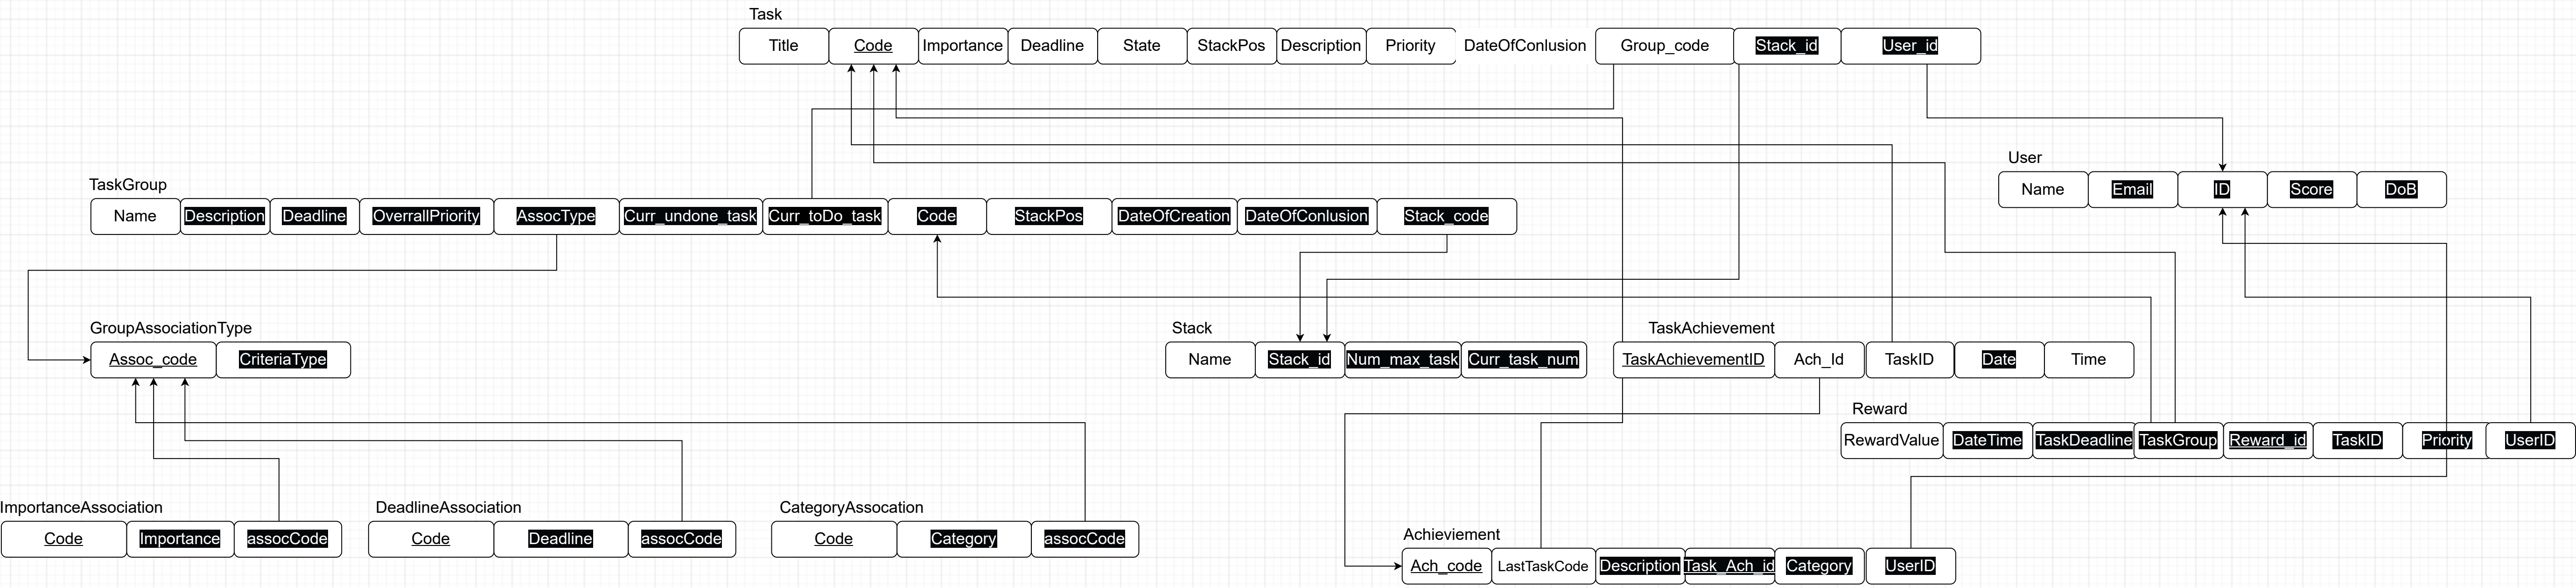 Task
Title Code Importance Deadline State StackPos Description Priority DateOfConlusion Group_code Stack_id User_id
User
Name Email ID Score DoB
TaskGroup
Name Description Deadline OverrallPriority AssocType Curr_undone_task Curr_toDo_task Code StackPos DateOfCreation DateOfConlusion Stack_code
GroupAssociationType
Assoc_code CriteriaType
Stack
Name Stack_id Num_max_task Curr_task_num
TaskAchievement
TaskAchievementID Ach_Id TaskID Date Time
Reward
RewardValue DateTime TaskDeadline TaskGroup Reward_id TaskID Priority UserID
ImportanceAssociation
Code Importance assocCode
DeadlineAssociation
Code Deadline assocCode
CategoryAssocation
Code Category assocCode
Achieviement
Ach_code LastTaskCode Description Task_Ach_id Category UserID